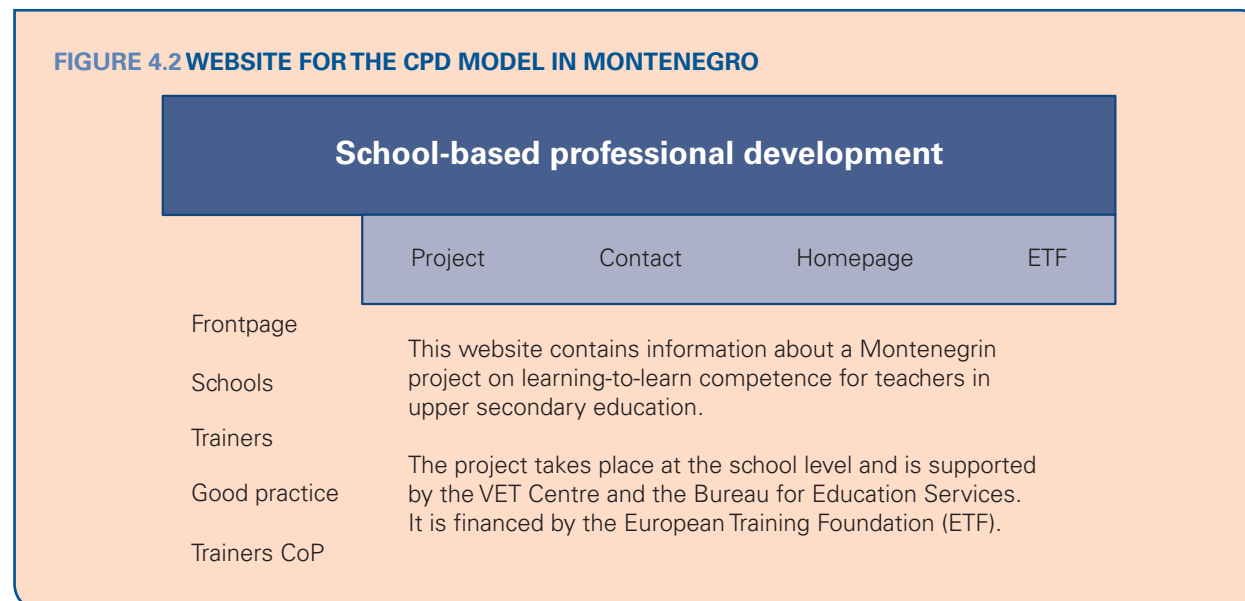 FIGURE 4.2 WEBSITE FOR THE CPD MODEL IN MONTENEGRO
School-based professional development
Project Contact Homepage ETF
Frontpage
Schools
Trainers
Good practice
Trainers CoP
This website contains information about a Montenegrin
project on learning-to-learn competence for teachers in
upper secondary education.
The project takes place at the school level and is supported
by the VET Centre and the Bureau for Education Services.
It is financed by the European Training Foundation (ETF).